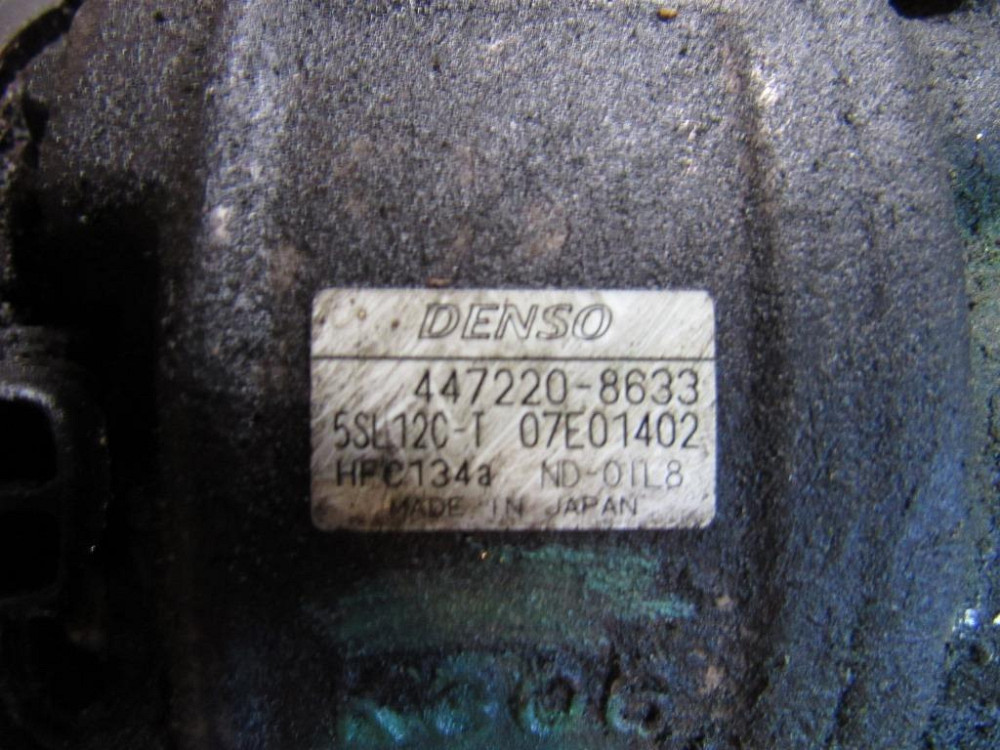 DENSO
447220-8633
5SL12C-T 07E01402
HFC134a ND-OIL8
MADE IN JAPAN